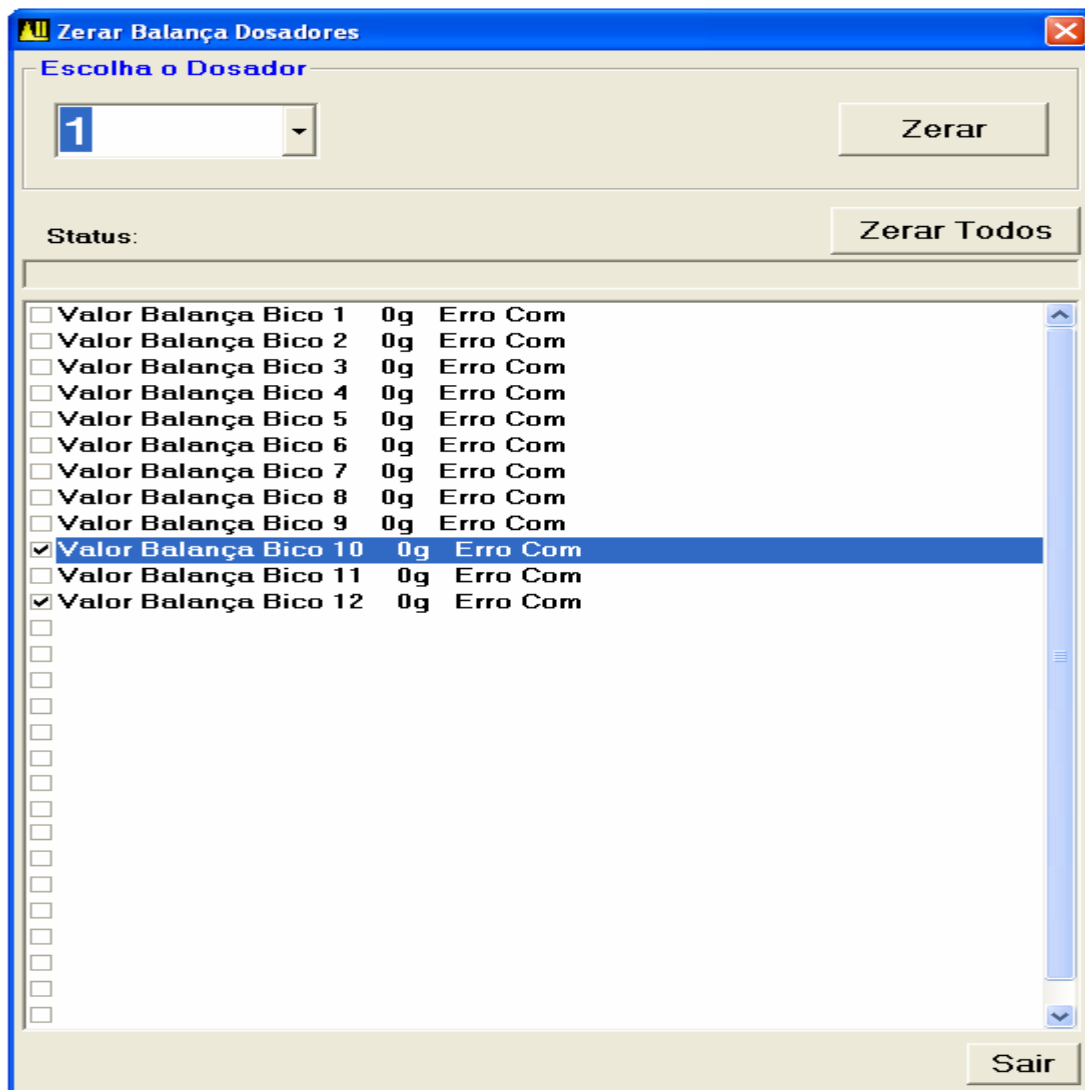 Zerar Balança Dosadores
Escolha o Dosador
1
Zerar
Status:
Zerar Todos
Valor Balança Bico 1 0g Erro Com
Valor Balança Bico 2 0g Erro Com
Valor Balança Bico 3 0g Erro Com
Valor Balança Bico 4 0g Erro Com
Valor Balança Bico 5 0g Erro Com
Valor Balança Bico 6 0g Erro Com
Valor Balança Bico 7 0g Erro Com
Valor Balança Bico 8 0g Erro Com
Valor Balança Bico 9 0g Erro Com
Valor Balança Bico 10 0g Erro Com
Valor Balança Bico 11 0g Erro Com
Valor Balança Bico 12 0g Erro Com
Sair